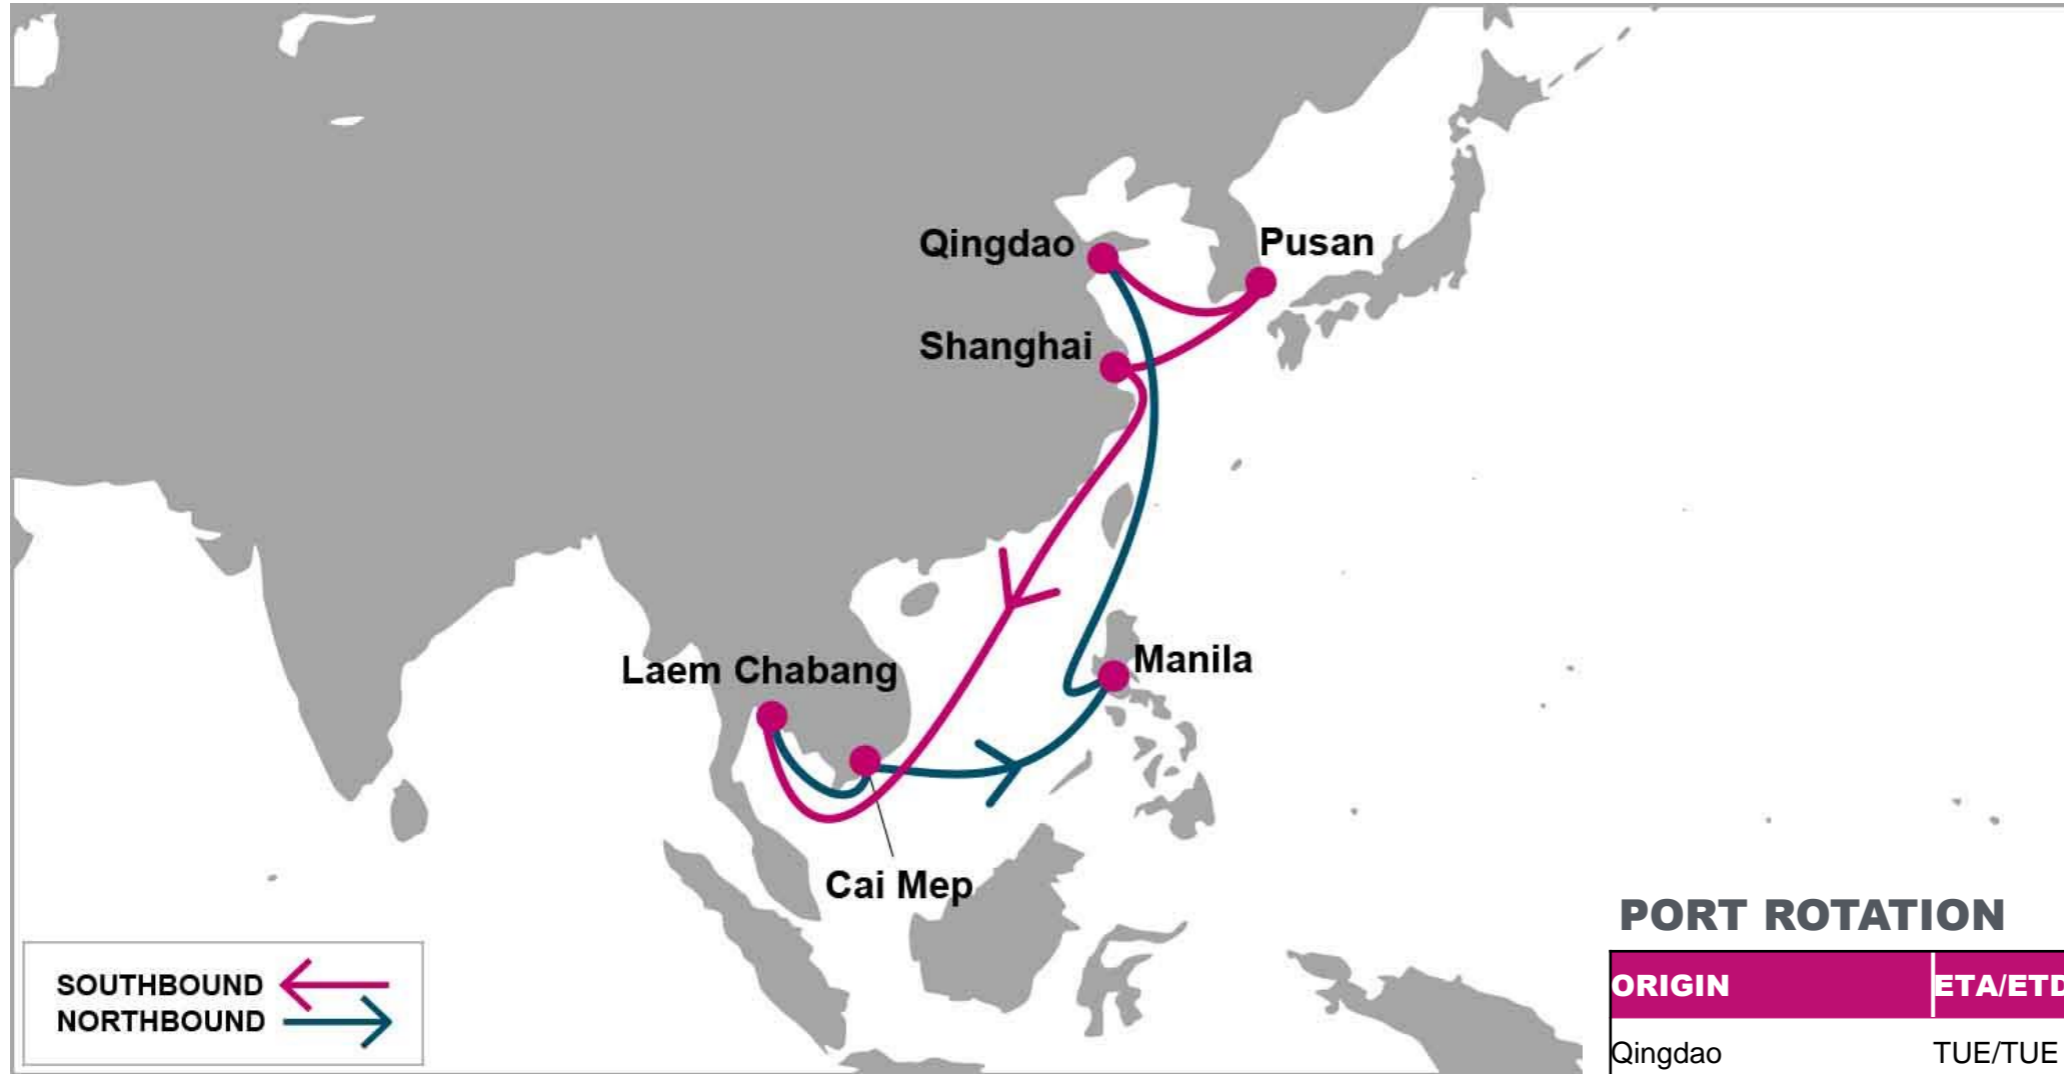 Qingdao
Pusan
Shanghai
Laem Chabang
Manila
Cai Mep
SOUTHBOUND
NORTHBOUND
PORT ROTATION
ORIGIN ETA/ETD
Qingdao TUE/TUE